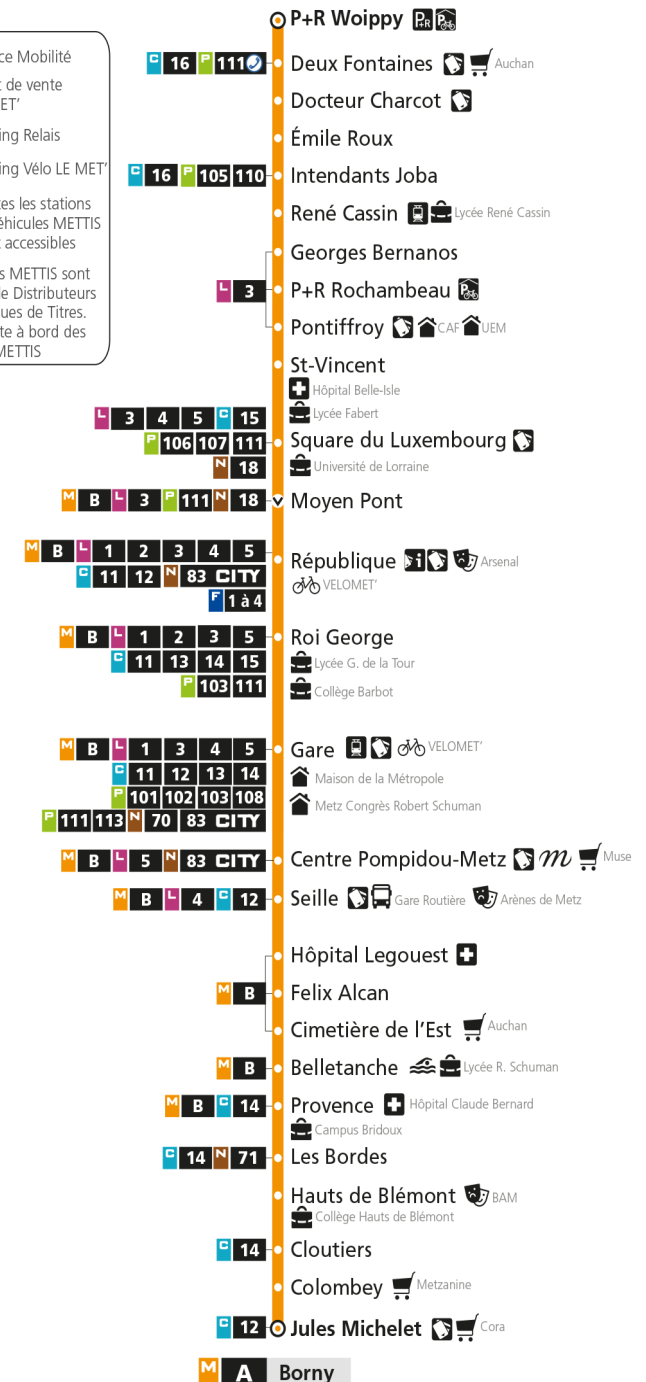 P+R Woippy P+R P
ce Mobilité
t de vente
ET’
ing Relais
ing Vélo LE MET’
es les stations
éhicules METTIS
t accessibles
s METTIS sont
le Distributeurs
ues de Titres.
te à bord des
METTIS
C 16 P 111 Deux Fontaines Auchan
Docteur Charcot
Émile Roux
C 16 P 105 110 Intendants Joba
René Cassin Lycée René Cassin
Georges Bernanos
L 3 P+R Rochambeau P
Pontiffroy CAF UEM
St-Vincent
Hôpital Belle-Isle
Lycée Fabert
L 3 4 5 C 15
P 106 107 111 Square du Luxembourg
N 18 Université de Lorraine
M B L 3 P 111 N 18 Moyen Pont
M B L 1 2 3 4 5
République i Arsenal
C 11 12 N 83 CITY VELOMET’
F 1 à 4
M B L 1 2 3 5 Roi George
C 11 13 14 15 Lycée G. de la Tour
P 103 111 Collège Barbot
M B L 1 3 4 5 Gare VELOMET’
C 11 12 13 14 Maison de la Métropole
P 101 102 103 108 Metz Congrès Robert Schuman
P 111 113 N 70 83 CITY
M B L 5 N 83 CITY Centre Pompidou-Metz m Muse
M B L 4 C 12 Seille Gare Routière Arènes de Metz
Hôpital Legouest
M B Felix Alcan
Cimetière de l’Est Auchan
M B Belletanche Lycée R. Schuman
M B C 14 Provence Hôpital Claude Bernard
Campus Bridoux
C 14 N 71 Les Bordes
Hauts de Blémont BAM
Collège Hauts de Blémont
C 14 Cloutiers
Colombey Metzanine
C 12 Jules Michelet Cora
M A Borny